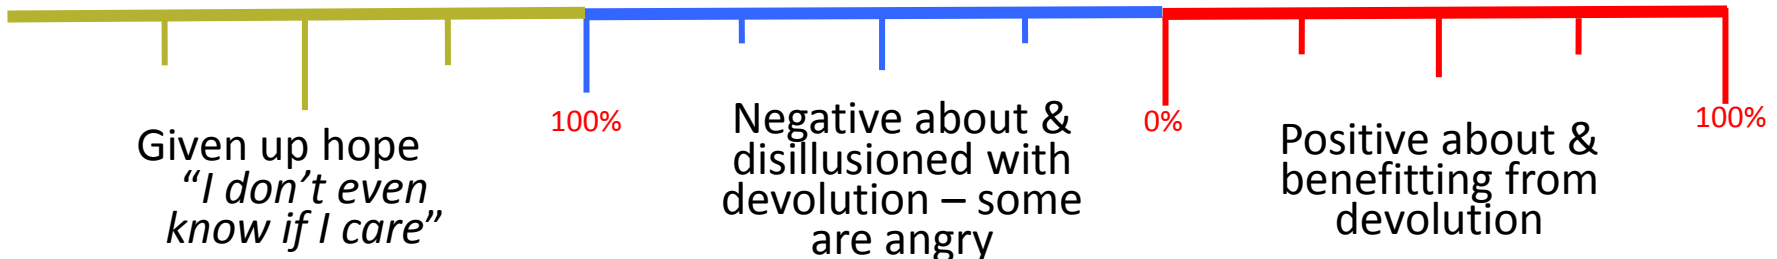 Given up hope
“I don’t even
know if I care”
100%
Negative about &
disillusioned with
devolution – some
are angry
0%
Positive about &
benefitting from
devolution
100%